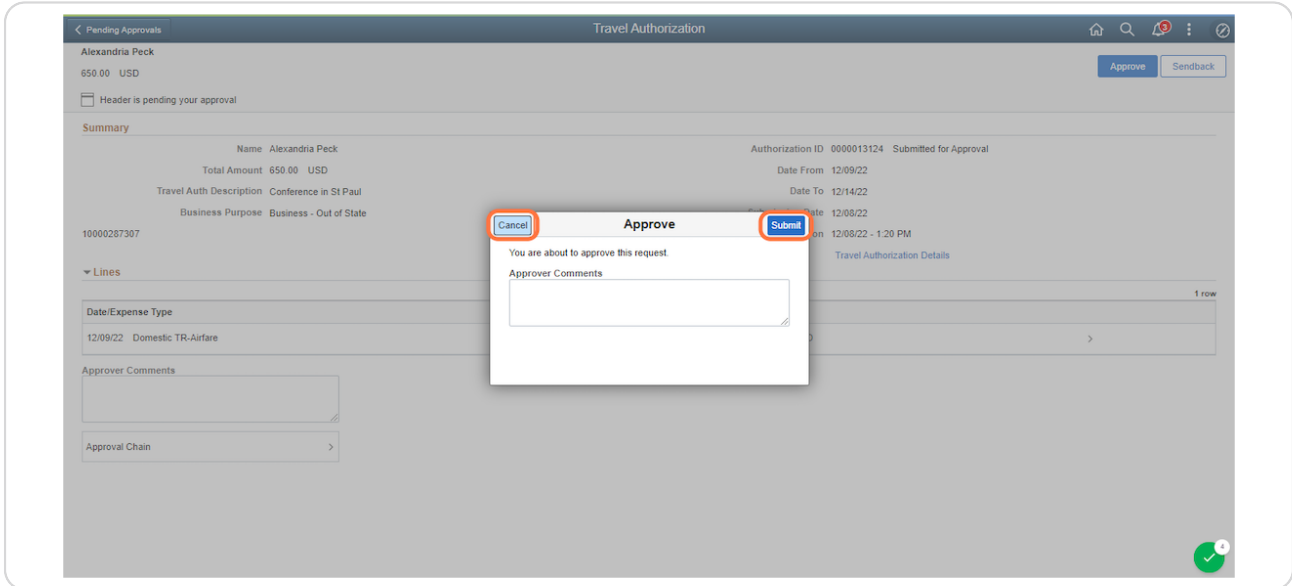 Pending Approvals
Travel Authorization
3
Alexandria Peck
650.00 USD
Approve
Sendback
Header is pending your approval
Summary
Name Alexandria Peck
Authorization ID 0000013124 Submitted for Approval
Total Amount 650.00 USD
Date From 12/09/22
Travel Auth Description Conference in St Paul
Date To 12/14/22
Business Purpose Business - Out of State
Date 12/08/22
10000287307
on 12/08/22 - 1:20 PM
Travel Authorization Details
Cancel
Approve
Submit
You are about to approve this request.
Approver Comments
Lines
1 row
Date/Expense Type
12/09/22 Domestic TR-Airfare
Approver Comments
Approval Chain
4